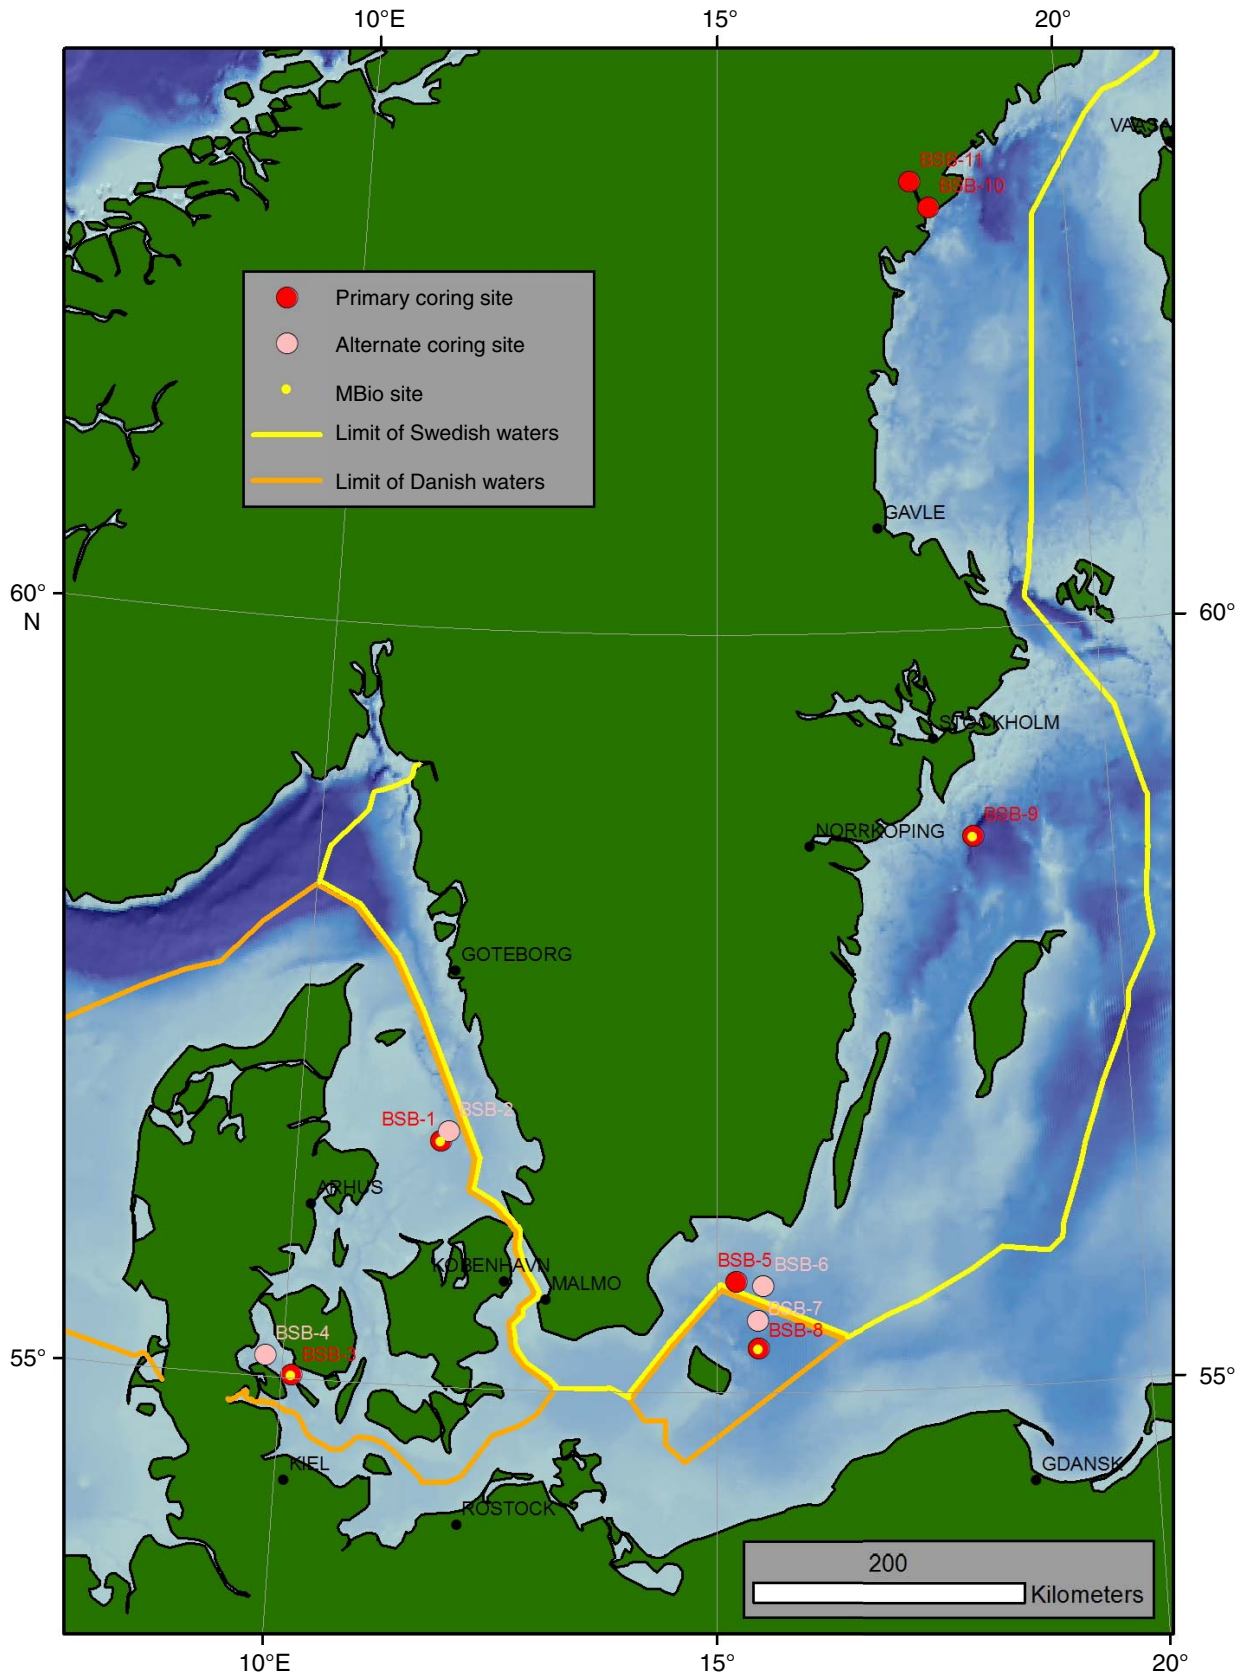 10°E
15°
20°
VAASA
BSB-11
BSB-10
Primary coring site
Alternate coring site
MBio site
Limit of Swedish waters
Limit of Danish waters
GAVLE
60°
N
60°
STOCKHOLM
BSB-9
NORRKOPING
GOTEBORG
BSB-2
BSB-1
ARHUS
KOBENHAVN
MALMO
BSB-5
BSB-6
BSB-7
BSB-8
BSB-4
BSB-3
55°
55°
KIEL
GDANSK
ROSTOCK
200
Kilometers
10°E
15°
20°